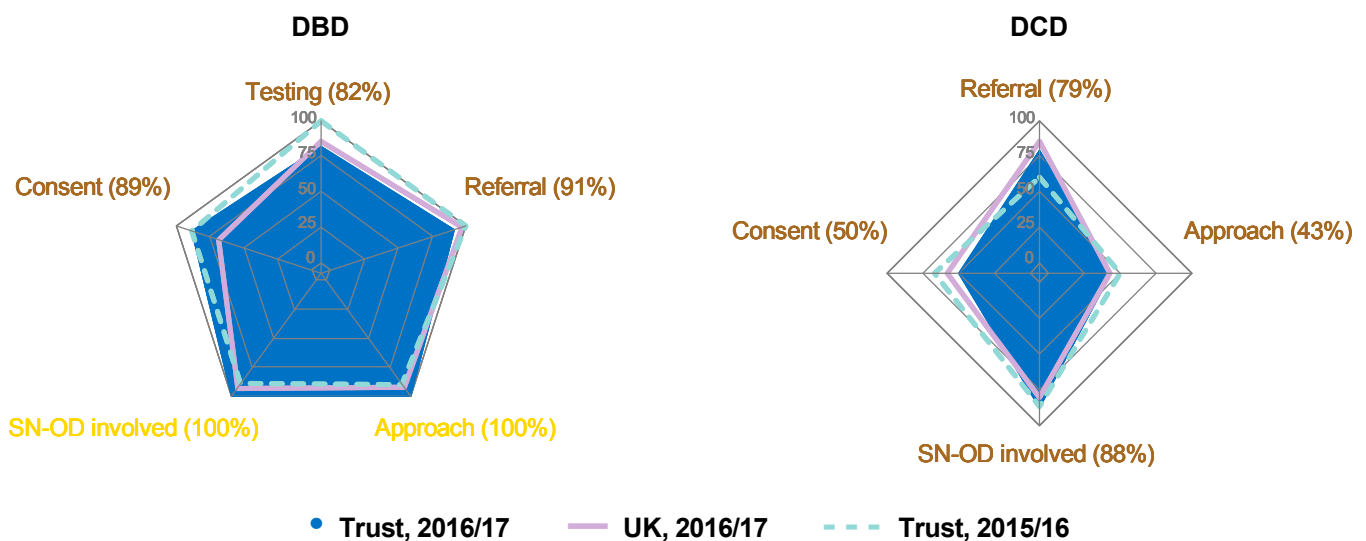 DBD
Testing (82%)
100
75
50
25
0
Consent (89%)
Referral (91%)
SN-OD involved (100%)
Approach (100%)
DCD
Referral (79%)
100
75
50
25
0
Consent (50%)
Approach (43%)
SN-OD involved (88%)
Trust, 2016/17
UK, 2016/17
Trust, 2015/16